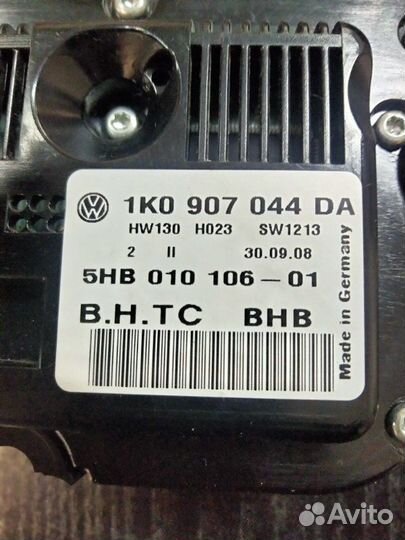 1K0 907 044 DA
HW130 H023 SW1213
2 II 30.09.08
5HB 010 106-01
B.H.TC BHB
Made in Germany
Avito